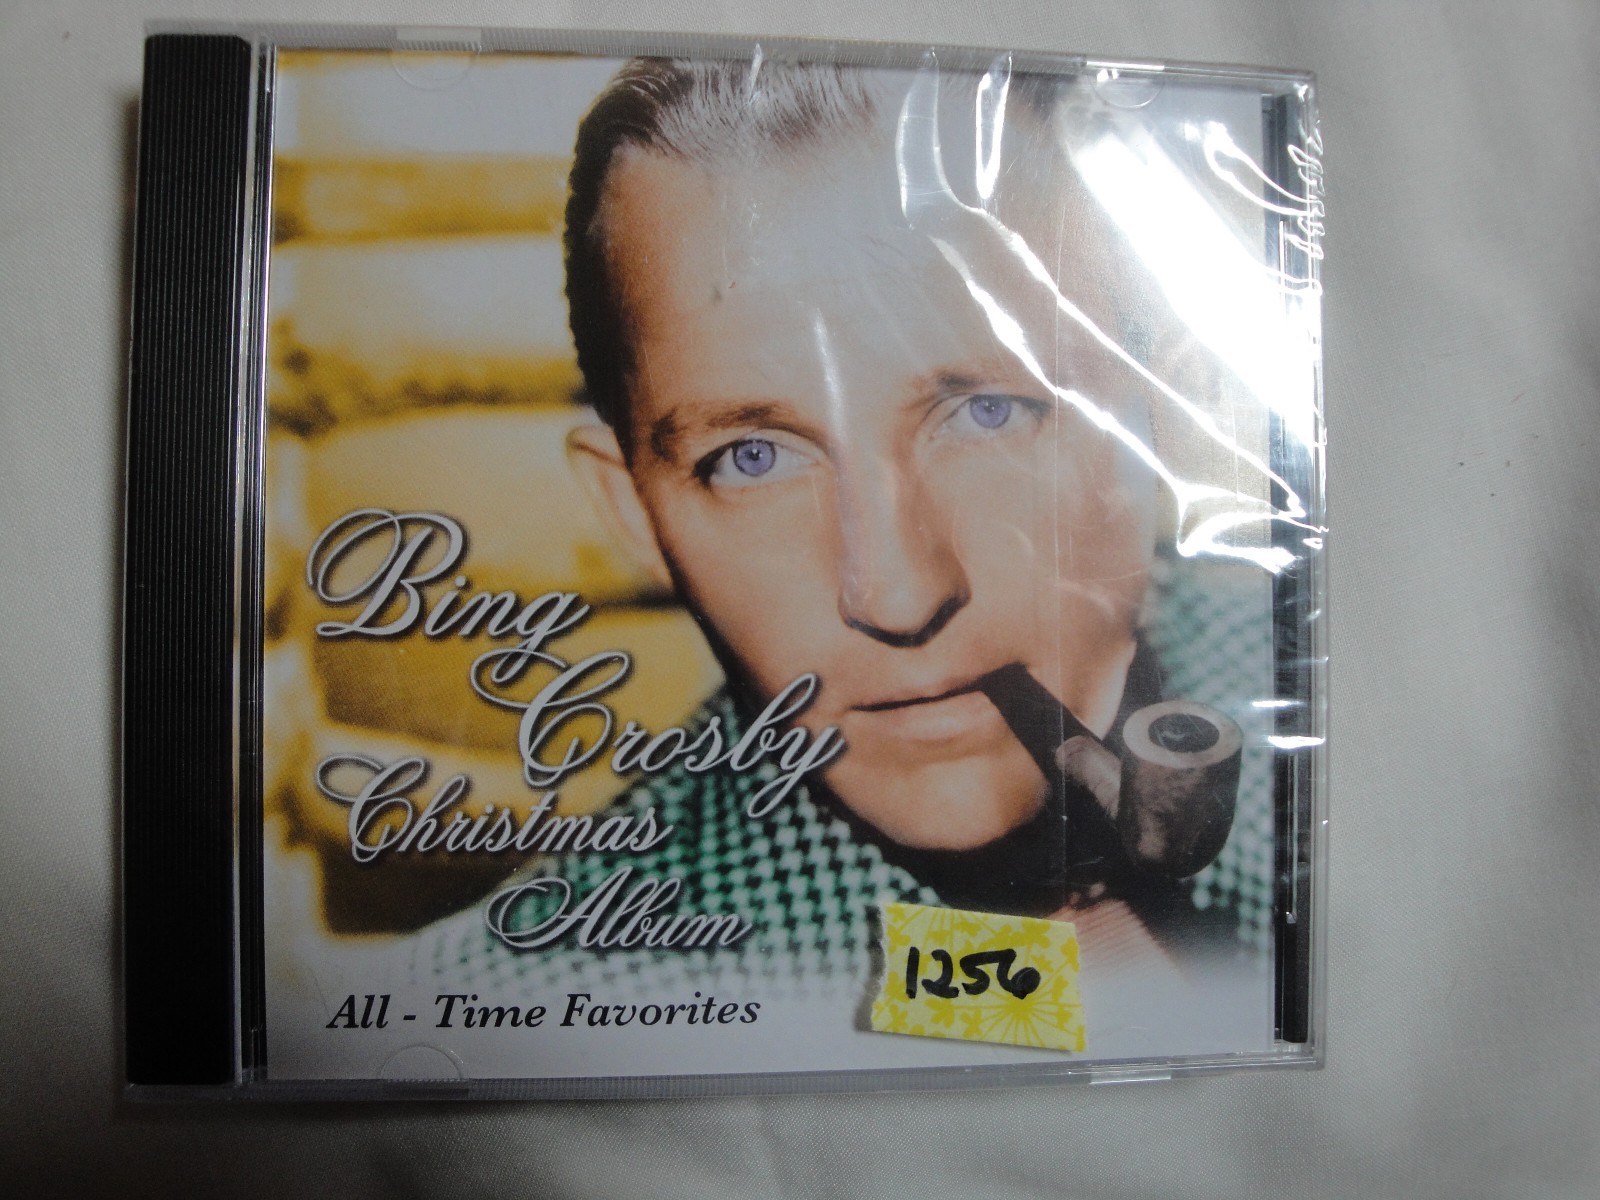 Bing
Crosby
Christmas
Album
All - Time Favorites
1256